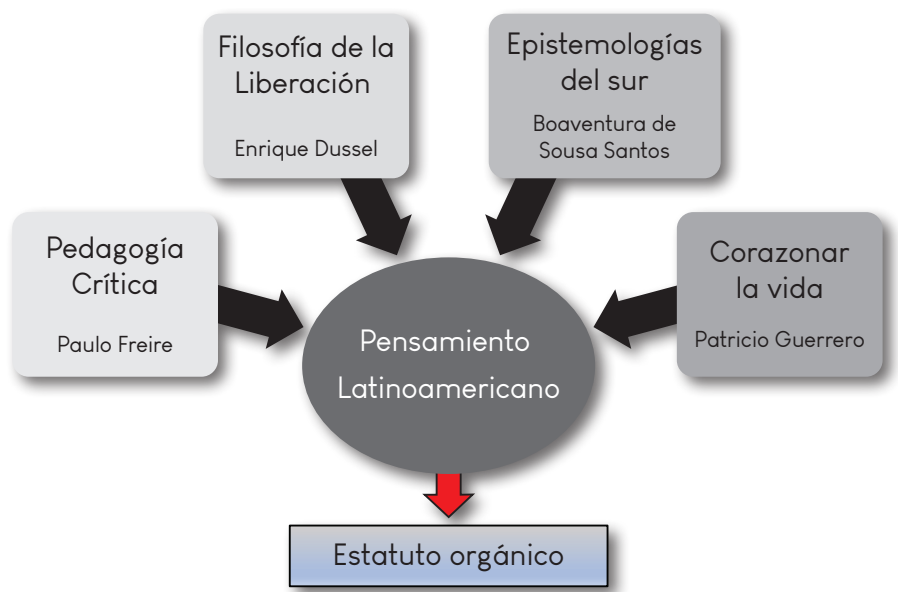 Filosofía de la
Liberación
Enrique Dussel
Epistemologías
del sur
Boaventura de
Sousa Santos
Pedagogía
Crítica
Paulo Freire
Corazonar
la vida
Patricio Guerrero
Pensamiento
Latinoamericano
Estatuto orgánico